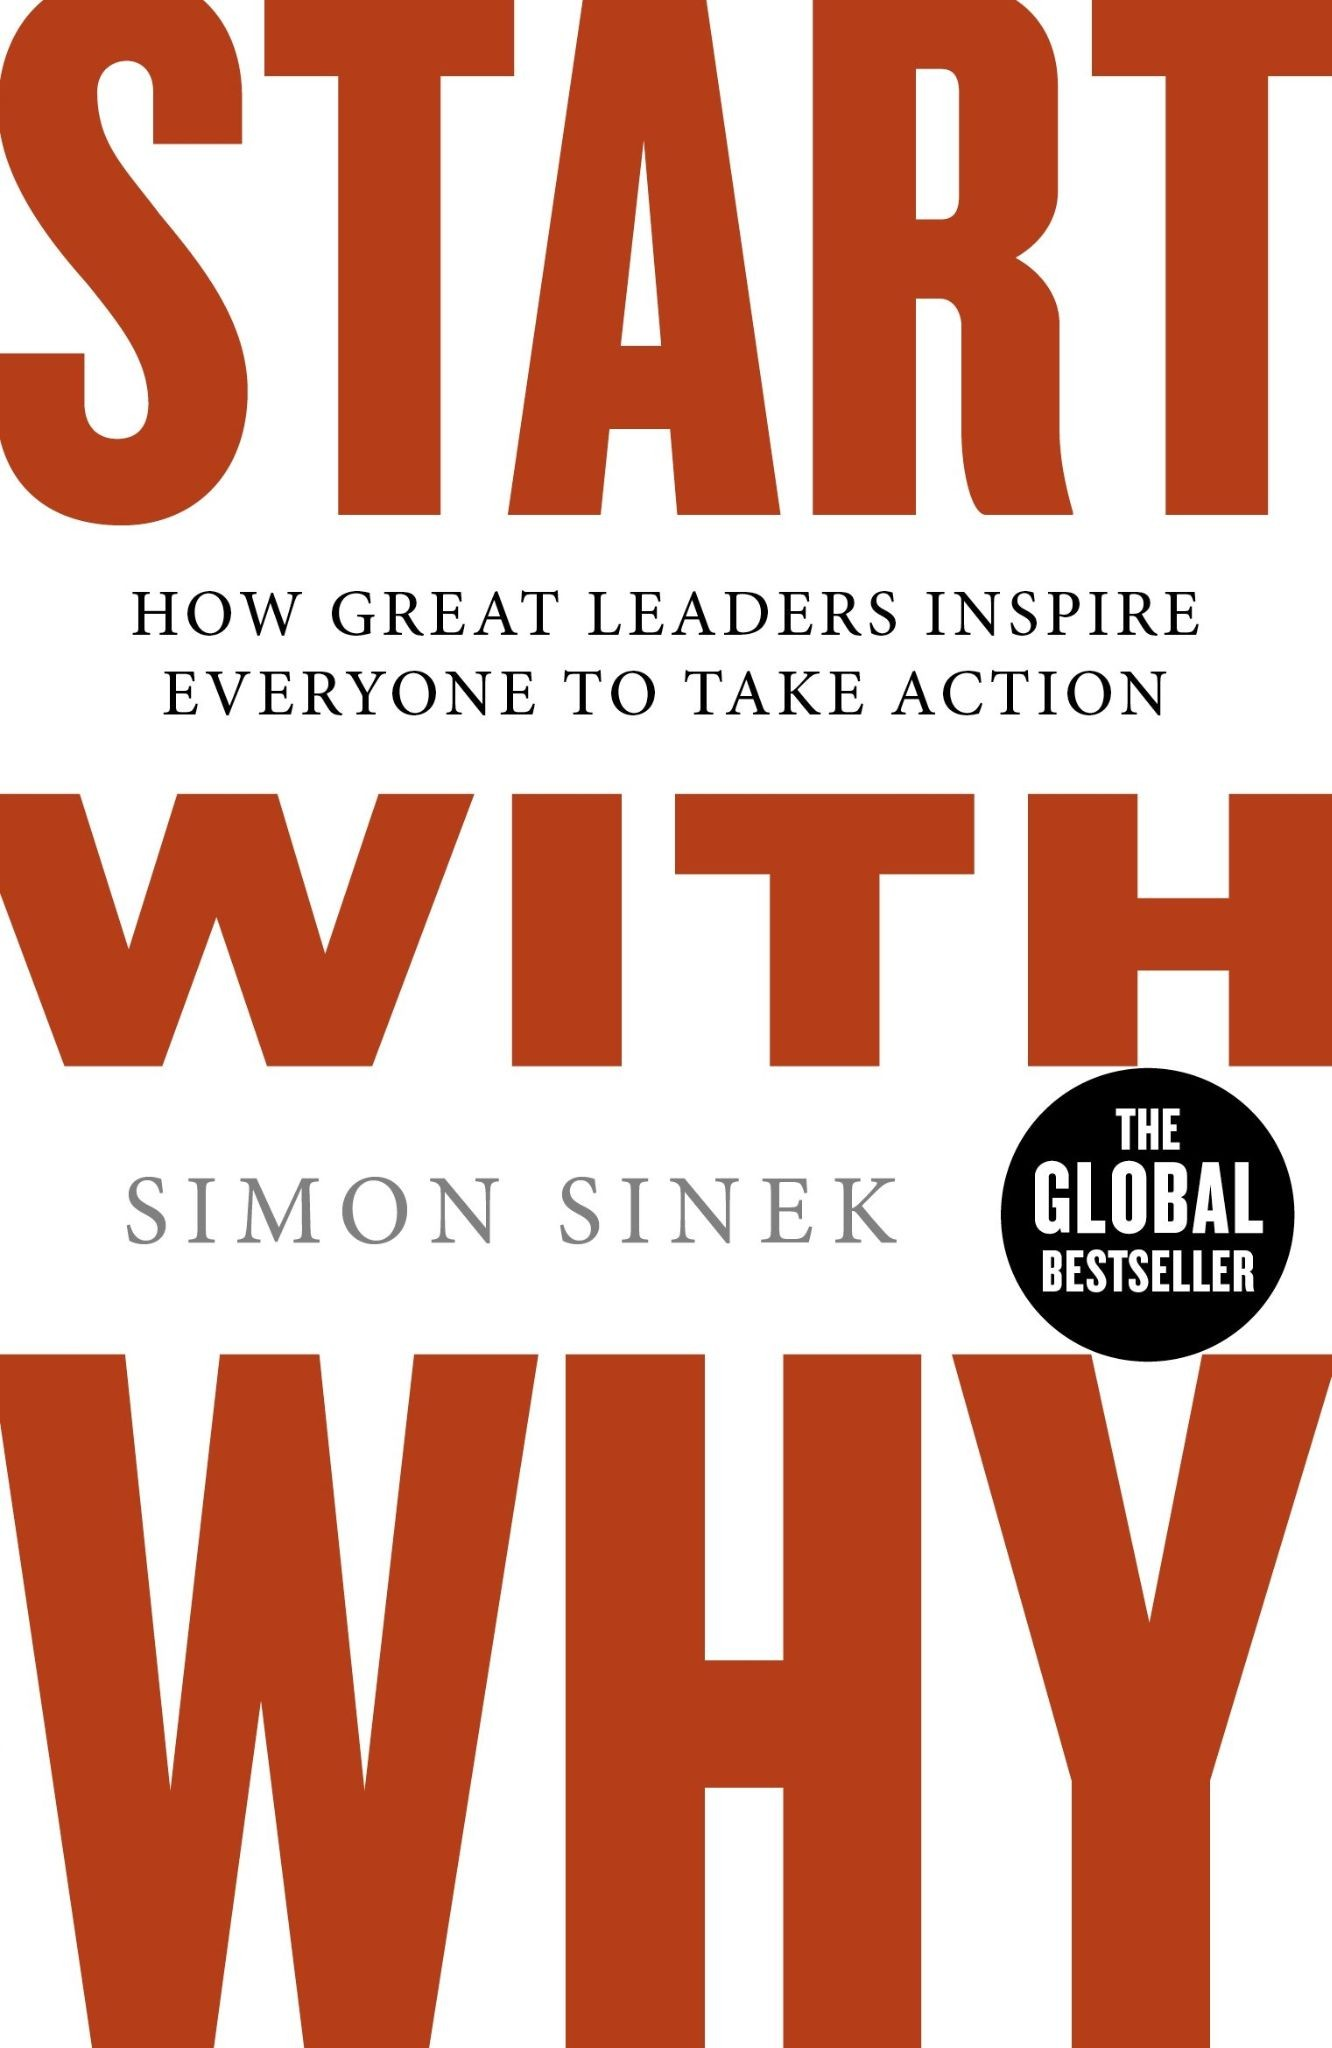 START
HOW GREAT LEADERS INSPIRE
EVERYONE TO TAKE ACTION
WITH
SIMON SINEK
THE
GLOBAL
BESTSELLER
WHY